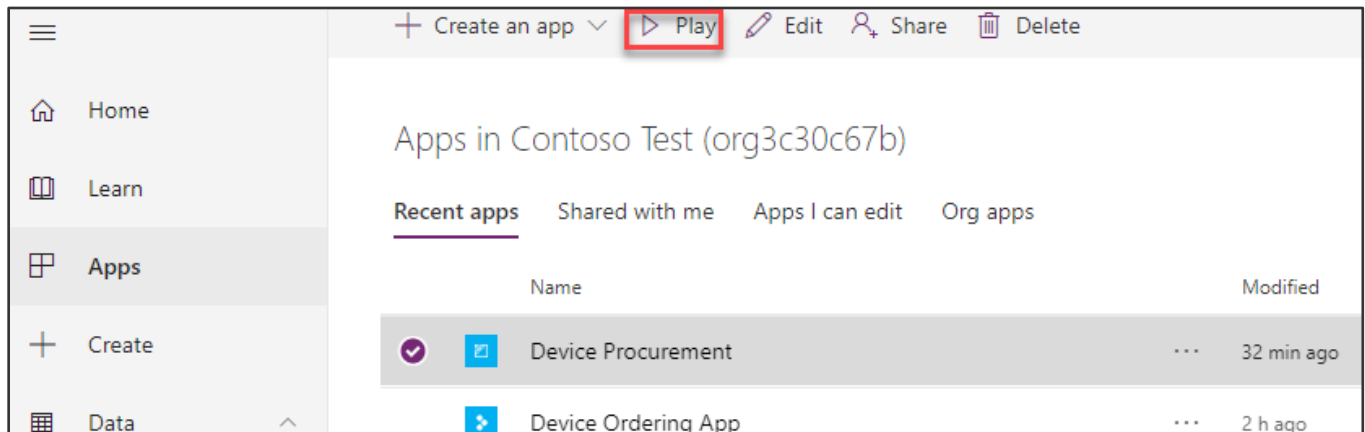 Create an app
Play
Edit
Share
Delete
Home
Learn
Apps
Create
Data
Apps in Contoso Test (org3c30c67b)
Recent apps
Shared with me
Apps I can edit
Org apps
Name
Modified
Device Procurement
...
32 min ago
Device Ordering App
...
2 h ago